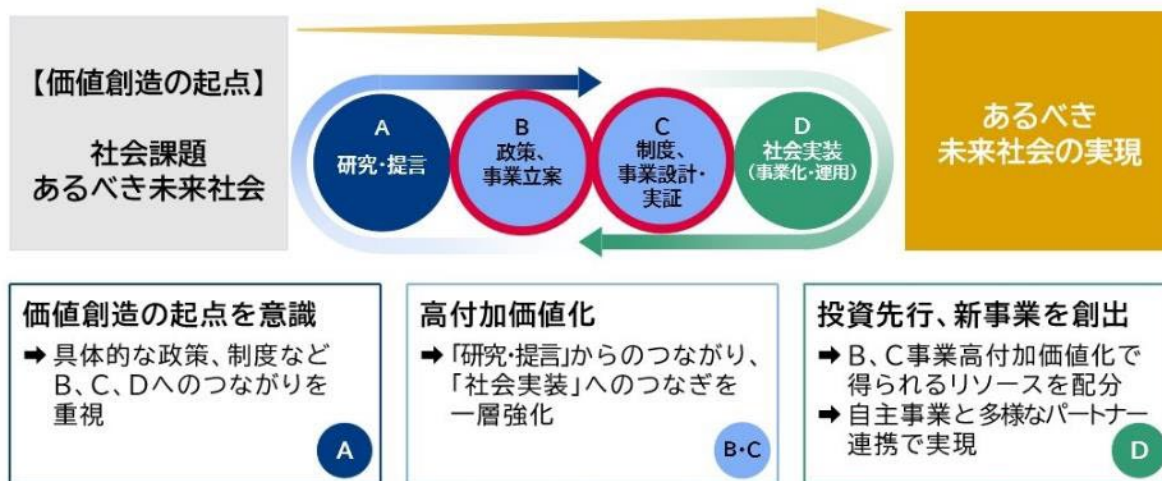 【価値創造の起点】
社会課題
あるべき未来社会
A
研究・提言
B
政策、
事業立案
C
制度、
事業設計・
実証
D
社会実装
(事業化・運用)
あるべき
未来社会の実現
価値創造の起点を意識
➡ 具体的な政策、制度など
B、C、Dへのつながりを
重視
A
高付加価値化
➡ 「研究・提言」からのつながり、
「社会実装」へのつなぎを
一層強化
B・C
投資先行、新事業を創出
➡ B、C事業高付加価値化で
得られるリソースを配分
➡ 自主事業と多様なパートナー
連携で実現
D